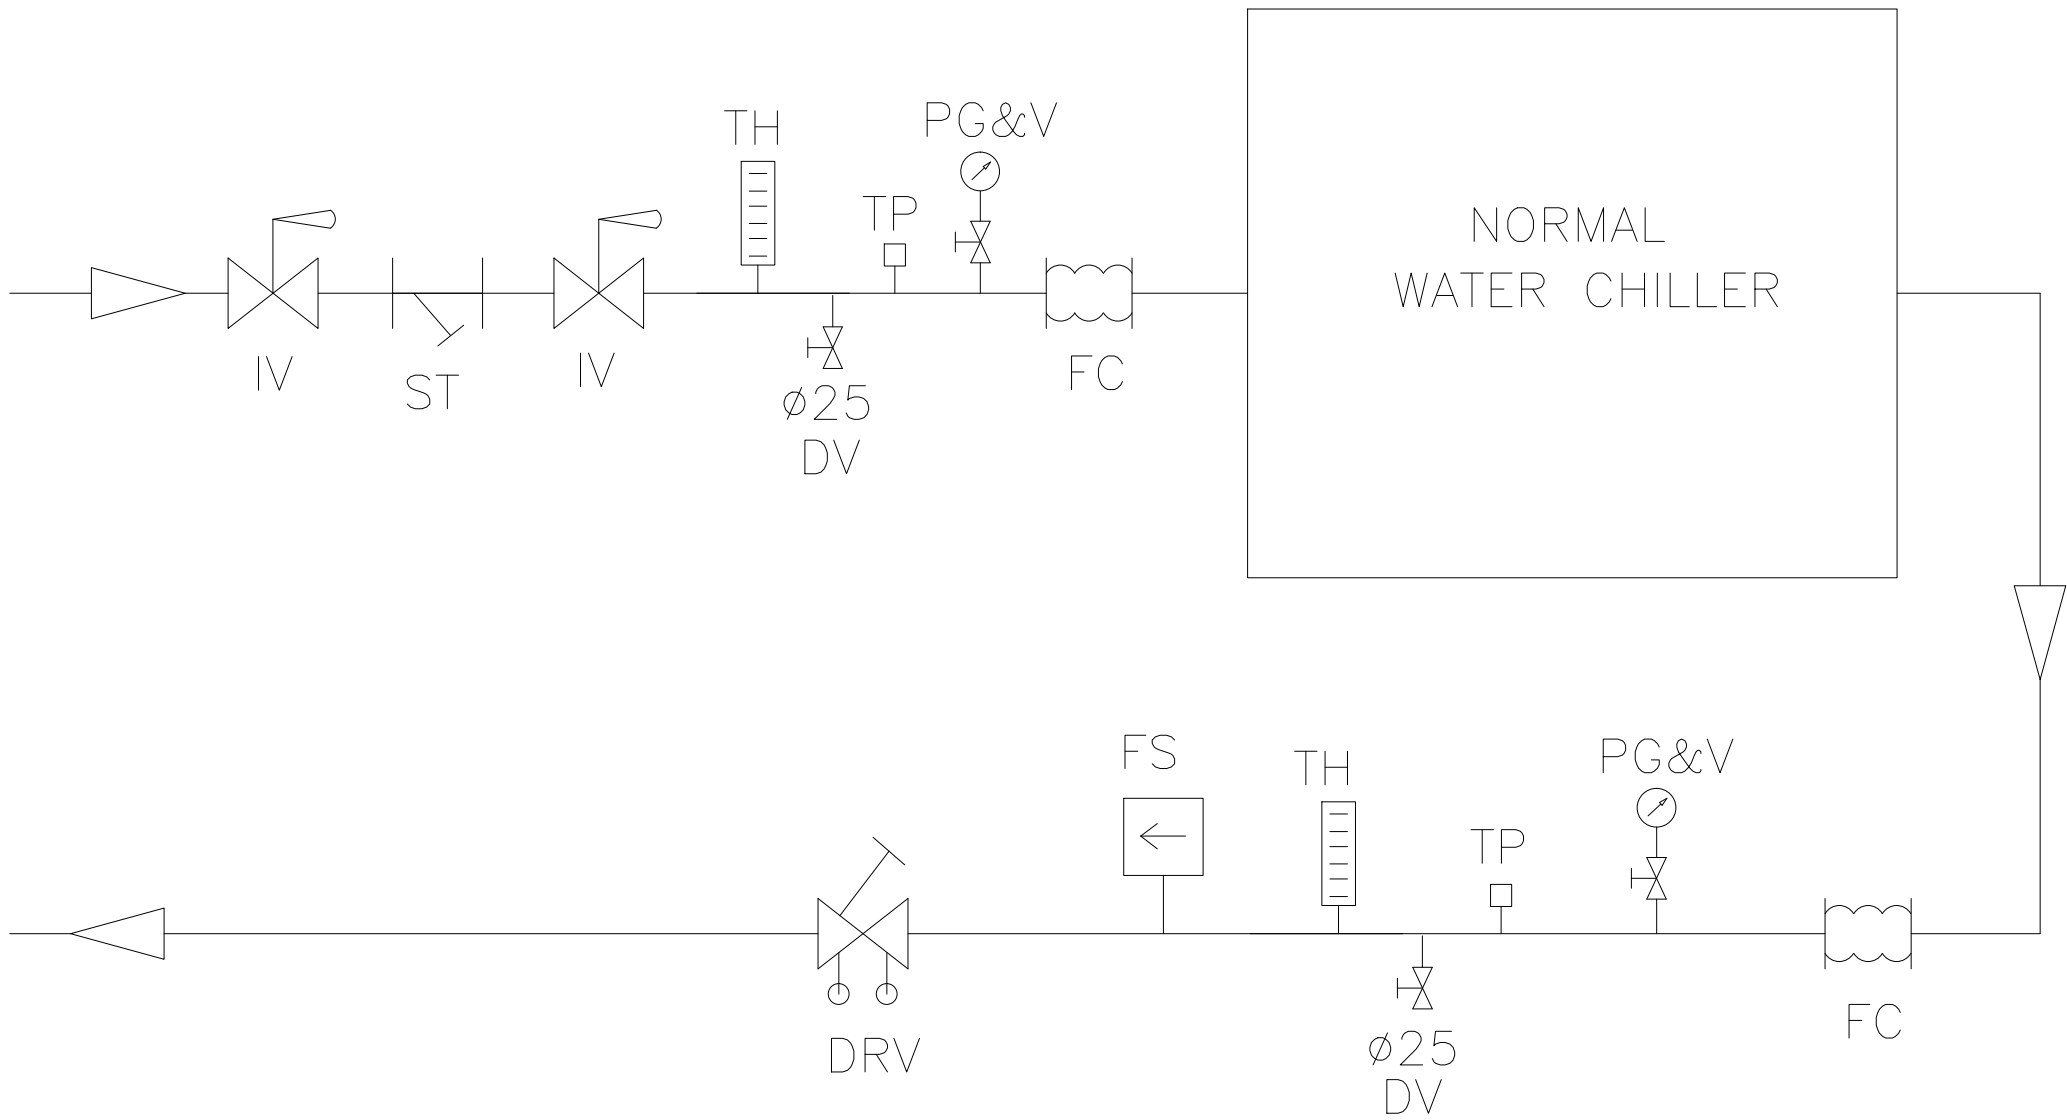 TH
PG&V
TP
NORMAL
WATER CHILLER
IV
ST
IV
ø25
DV
FC
FS
TH
PG&V
TP
DRV
ø25
DV
FC